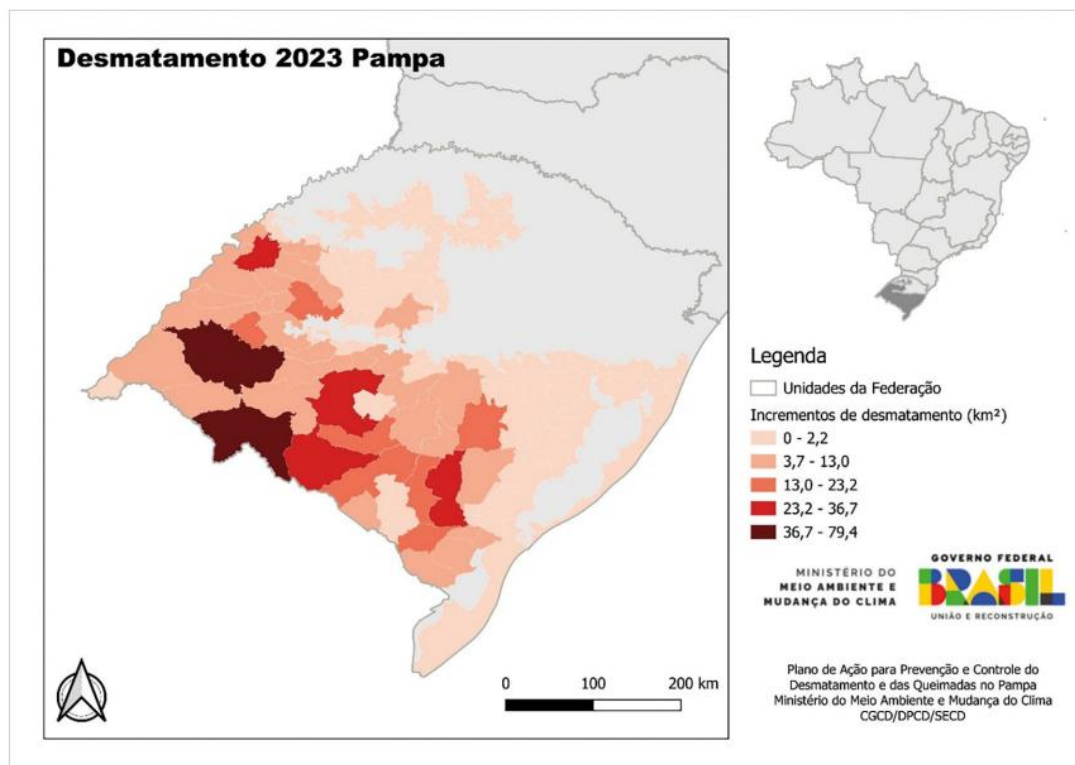 Desmatamento 2023 Pampa
Legenda
Unidades da Federação
Incrementos de desmatamento (km²)
0 - 2,2
3,7 - 13,0
13,0 - 23,2
23,2 - 36,7
36,7 - 79,4
MINISTÉRIO DO
MEIO AMBIENTE E
MUDANÇA DO CLIMA
GOVERNO FEDERAL
BRASIL
UNIÃO E RECONSTRUÇÃO
0 100 200 km
Plano de Ação para Prevenção e Controle do
Desmatamento e das Queimadas no Pampa
Ministério do Meio Ambiente e Mudança do Clima
CGCD/DPCD/SECD